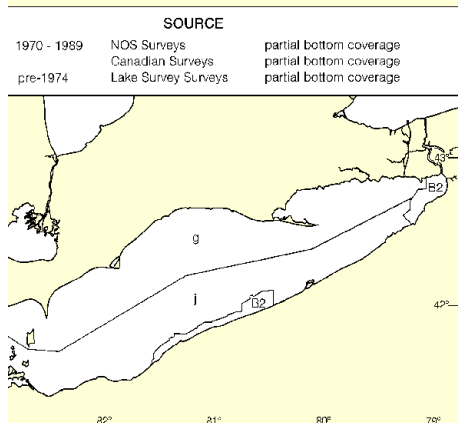 SOURCE
1970 - 1989 NOS Surveys partial bottom coverage
Canadian Surveys partial bottom coverage
pre-1974 Lake Survey Surveys partial bottom coverage
43°
B2
g
j
B2
42°
82° 81° 80° 79°